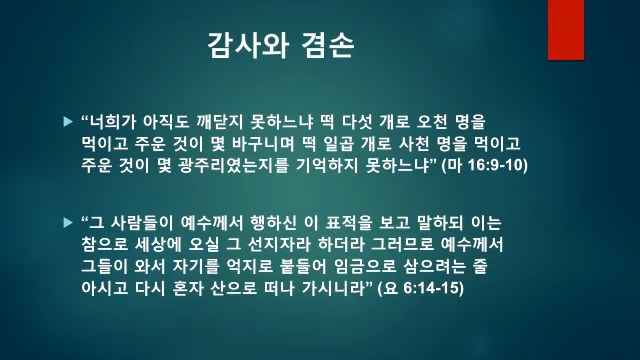 감사와 겸손
“너희가 아직도 깨닫지 못하느냐 떡 다섯 개로 오천 명을
먹이고 주운 것이 몇 바구니며 떡 일곱 개로 사천 명을 먹이고
주운 것이 몇 광주리였는지를 기억하지 못하느냐” (마 16:9-10)
“그 사람들이 예수께서 행하신 이 표적을 보고 말하되 이는
참으로 세상에 오실 그 선지자라 하더라 그러므로 예수께서
그들이 와서 자기를 억지로 붙들어 임금으로 삼으려는 줄
아시고 다시 혼자 산으로 떠나 가시니라” (요 6:14-15)